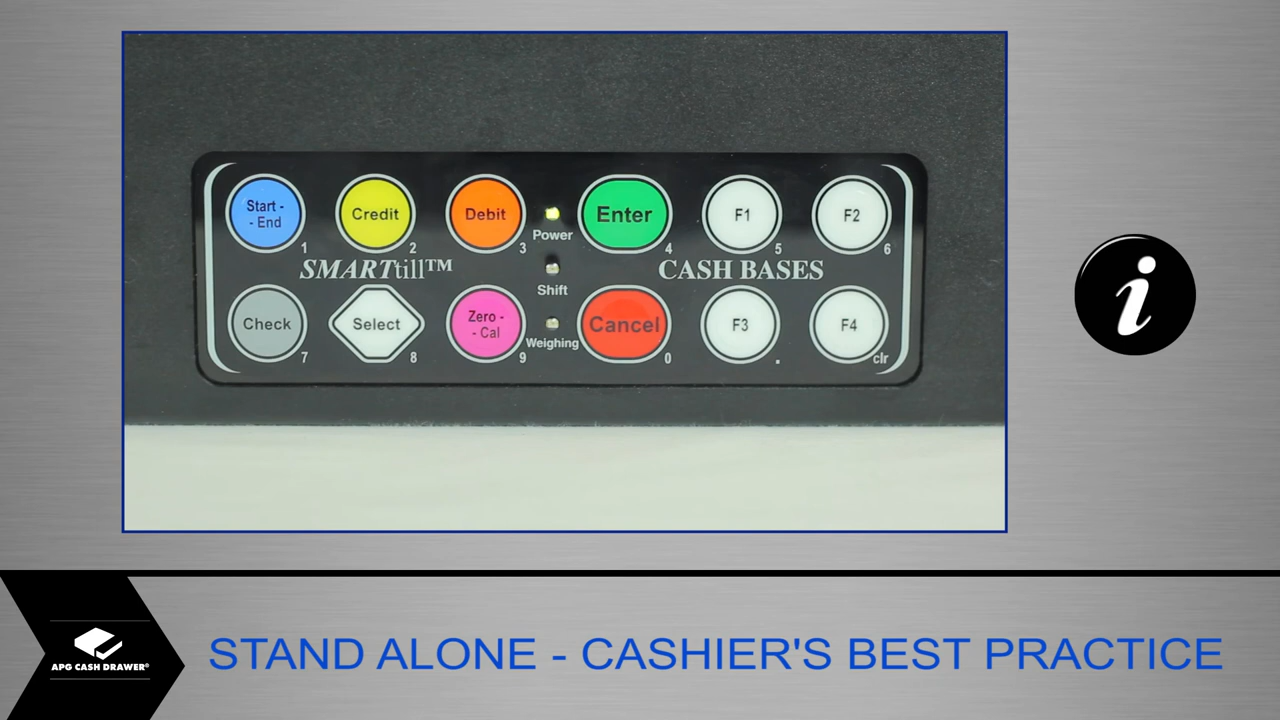 Start -
- End
1
Credit
2
Debit
3
Power
Enter
4
F1
5
F2
6
SMARTtill™
Shift
CASH BASES
Check
7
Select
8
Zero -
- Cal
9
Weighing
Cancel
0
F3
.
F4
clr
i
APG CASH DRAWER®
STAND ALONE - CASHIER'S BEST PRACTICE